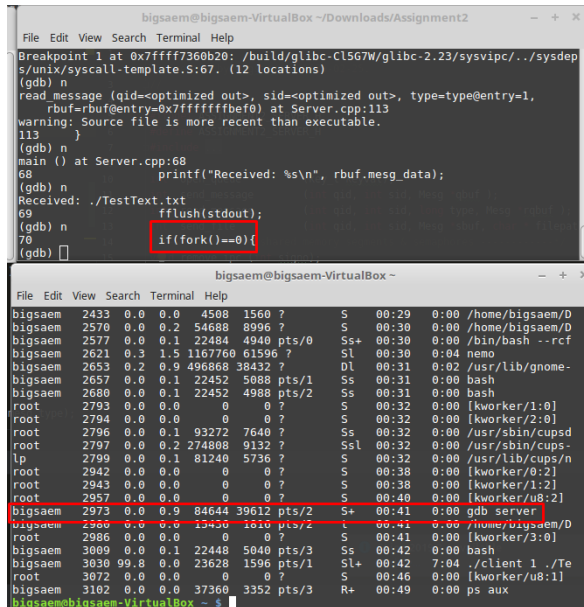 bigsaem@bigsaem-VirtualBox ~/Downloads/Assignment2
File Edit View Search Terminal Help
Breakpoint 1 at 0x7ffff7360b20: /build/glibc-Cl5G7W/glibc-2.23/sysvipc/../sysdep
s/unix/syscall-template.S:67. (12 locations)
(gdb) n
read_message (qid=<optimized out>, sid=<optimized out>, type=type@entry=1,
rbuf=rbuf@entry=0x7fffffffbef0) at Server.cpp:113
warning: Source file is more recent than executable.
113 }
(gdb) n
main () at Server.cpp:68
68 printf("Received: %s\n", rbuf.mesg_data);
(gdb) n
Received: ./TestText.txt
69 fflush(stdout);
(gdb) n
70 if(fork()==0){
(gdb)
bigsaem@bigsaem-VirtualBox ~
File Edit View Search Terminal Help
bigsaem 2433 0.0 0.0 4508 1560 ? S 00:29 0:00 /home/bigsaem/D
bigsaem 2570 0.0 0.2 54688 8996 ? S 00:30 0:00 /home/bigsaem/D
bigsaem 2577 0.0 0.1 22484 4940 pts/0 Ss+ 00:30 0:00 /bin/bash --rcf
bigsaem 2621 0.3 1.5 1167760 61596 ? Sl 00:30 0:04 nemo
bigsaem 2653 0.2 0.9 496868 38432 ? Dl 00:31 0:02 /usr/lib/gnome-
bigsaem 2657 0.0 0.1 22452 5088 pts/1 Ss 00:31 0:00 bash
bigsaem 2680 0.0 0.1 22452 4988 pts/2 Ss 00:31 0:00 bash
root 2793 0.0 0.0 0 0 ? S 00:32 0:00 [kworker/1:0]
root 2794 0.0 0.0 0 0 ? S 00:32 0:00 [kworker/2:0]
root 2796 0.0 0.1 93272 7640 ? Ss 00:32 0:00 /usr/sbin/cupsd
root 2797 0.0 0.2 274808 9132 ? Ssl 00:32 0:00 /usr/sbin/cups-
lp 2799 0.0 0.1 81240 5736 ? S 00:32 0:00 /usr/lib/cups/n
root 2942 0.0 0.0 0 0 ? S 00:38 0:00 [kworker/0:2]
root 2943 0.0 0.0 0 0 ? S 00:38 0:00 [kworker/1:2]
root 2957 0.0 0.0 0 0 ? S 00:40 0:00 [kworker/u8:2]
bigsaem 2973 0.0 0.9 84644 39612 pts/2 S+ 00:41 0:00 gdb server
bigsaem 0.0 0.0 pts/2 t 00:41 0:00 /home/bigsaem/D
root 2986 0.0 0.0 0 0 ? S 00:41 0:00 [kworker/3:0]
bigsaem 3009 0.0 0.1 22448 5040 pts/3 Ss 00:42 0:00 bash
bigsaem 3030 99.8 0.0 23628 1596 pts/1 Sl+ 00:42 7:04 ./client 1 ./Te
root 3072 0.0 0.0 0 0 ? S 00:46 0:00 [kworker/u8:1]
bigsaem 3102 0.0 0.0 37360 3352 pts/3 R+ 00:49 0:00 ps aux
bigsaem@bigsaem-VirtualBox ~ $